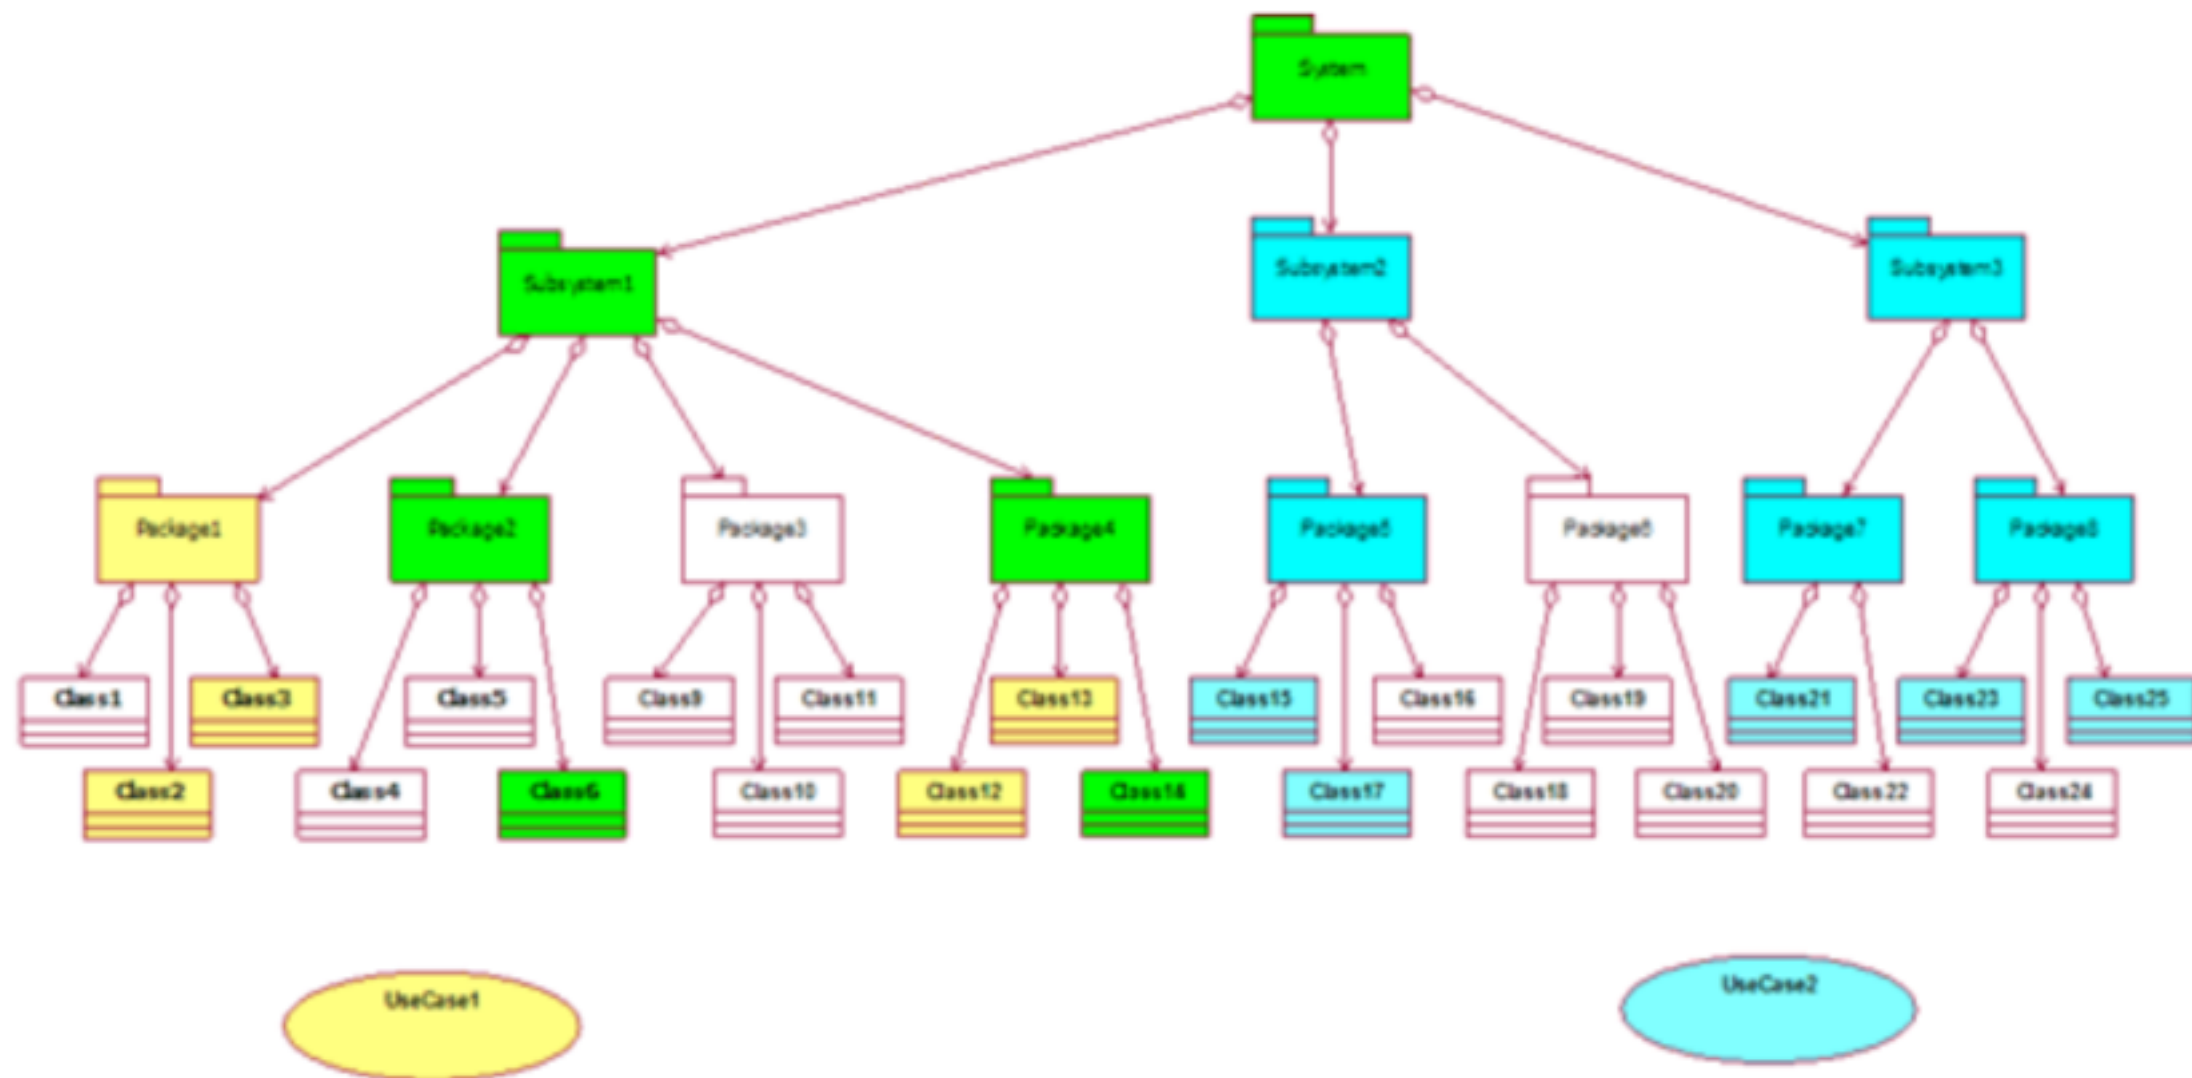 System
Subsystem1
Subsystem2
Subsystem3
Package1
Package2
Package3
Package4
Package5
Package6
Package7
Package8
Class1
Class3
Class5
Class9
Class11
Class13
Class15
Class16
Class19
Class21
Class23
Class25
Class2
Class4
Class6
Class10
Class12
Class14
Class17
Class18
Class20
Class22
Class24
UseCase1
UseCase2